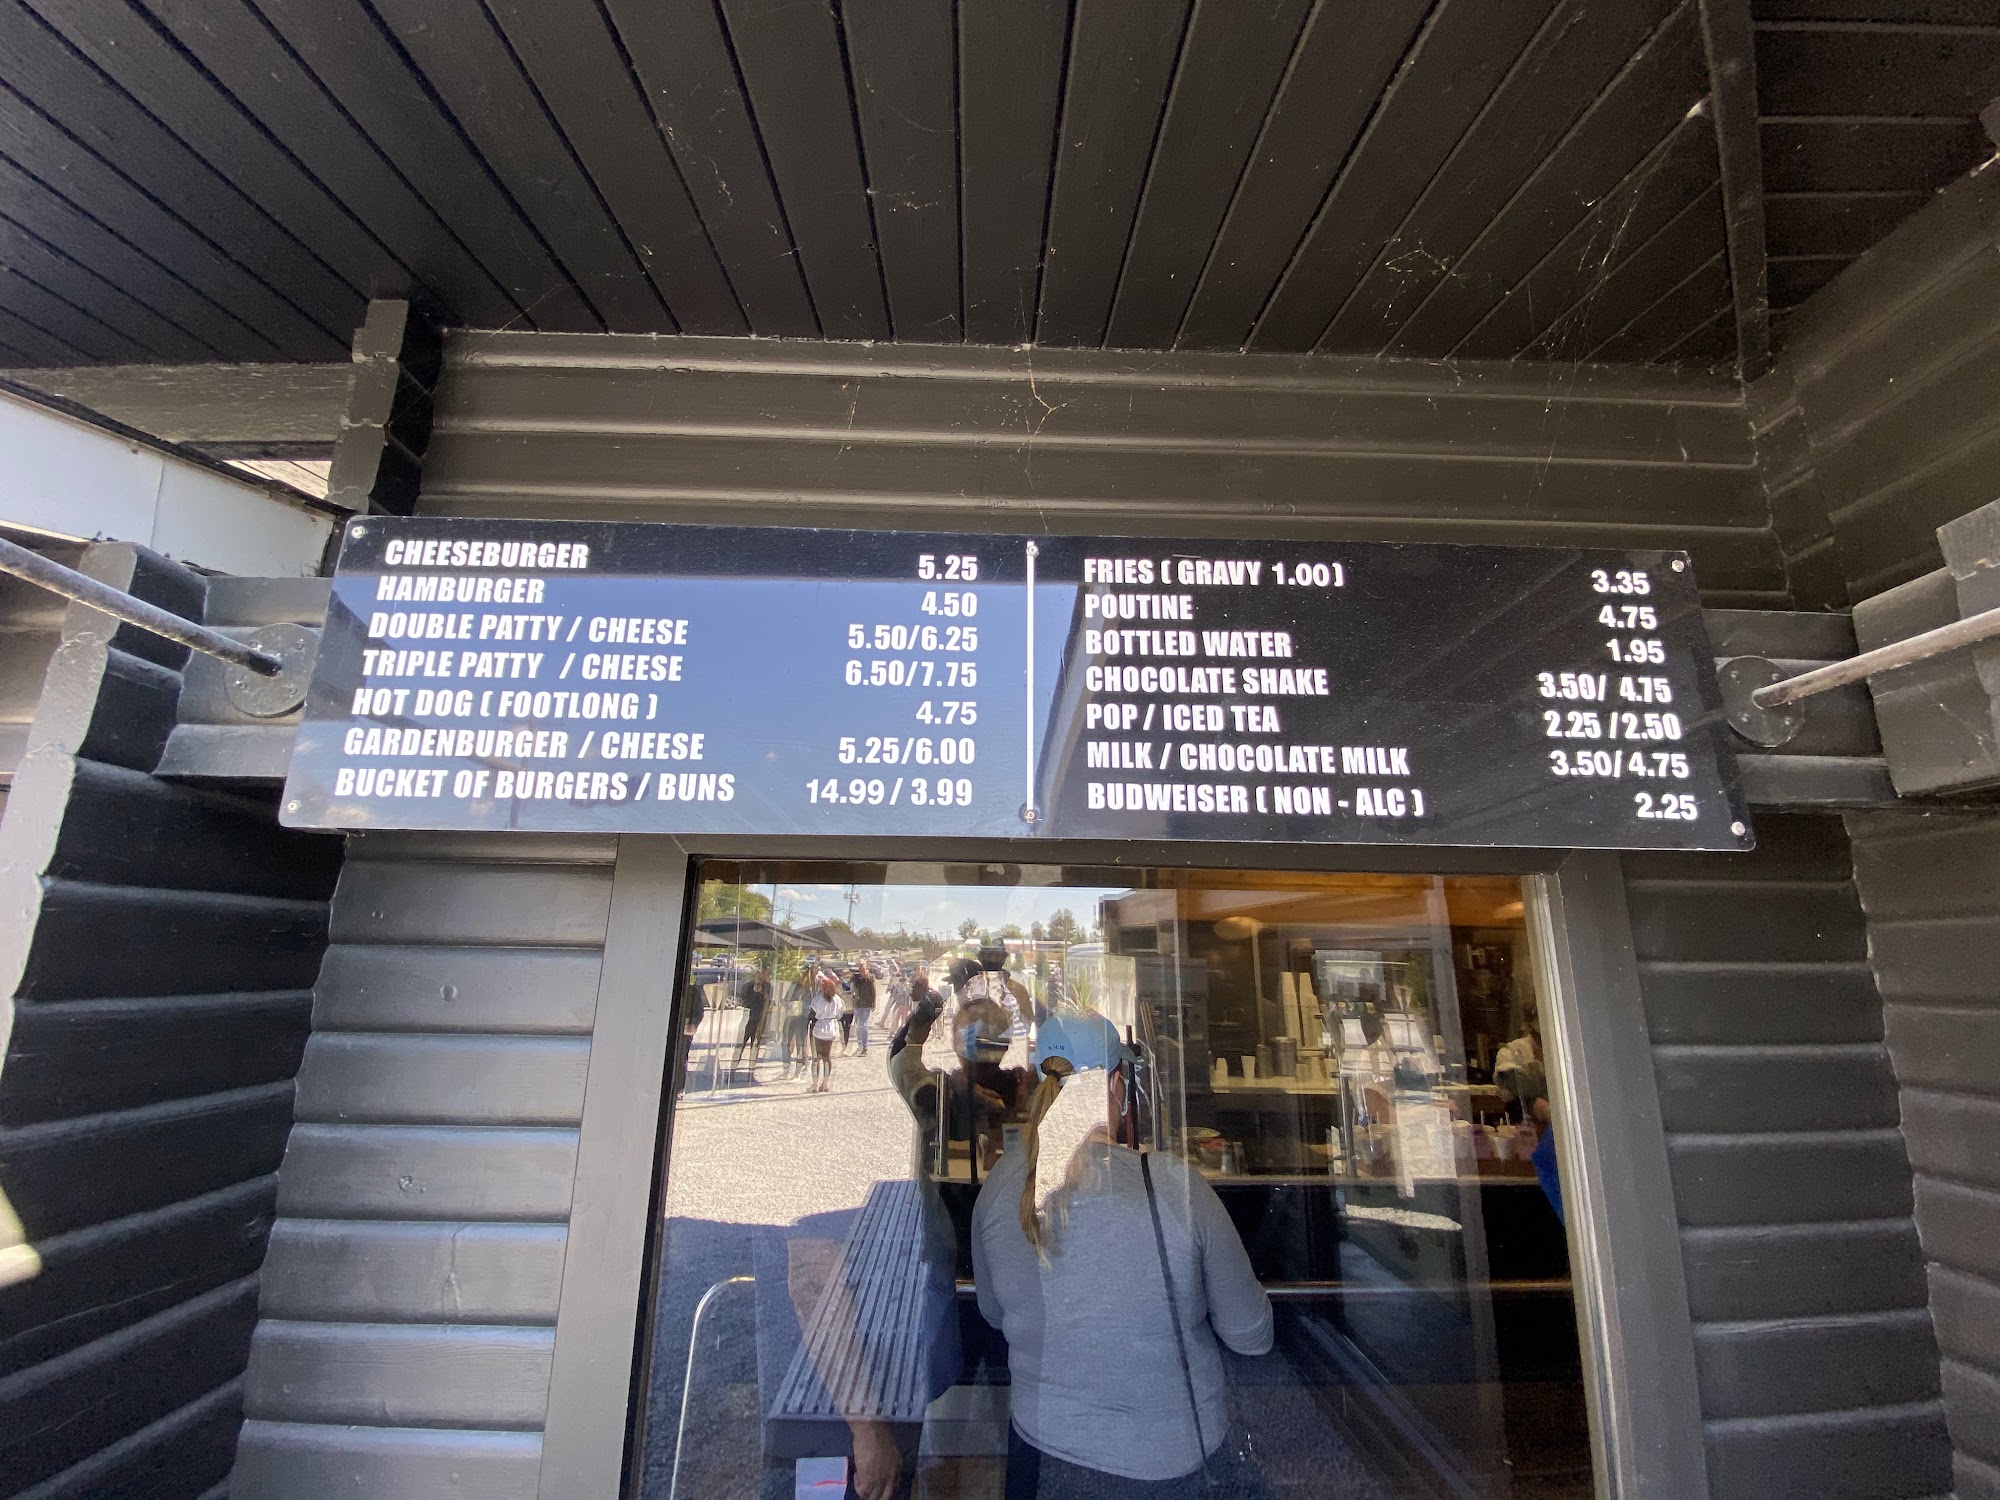 CHEESEBURGER 5.25
HAMBURGER 4.50
DOUBLE PATTY / CHEESE 5.50/6.25
TRIPLE PATTY / CHEESE 6.50/7.75
HOT DOG ( FOOTLONG ) 4.75
GARDENBURGER / CHEESE 5.25/6.00
BUCKET OF BURGERS / BUNS 14.99 / 3.99
FRIES ( GRAVY 1.00 ) 3.35
POUTINE 4.75
BOTTLED WATER 1.95
CHOCOLATE SHAKE 3.50/ 4.75
POP / ICED TEA 2.25 / 2.50
MILK / CHOCOLATE MILK 3.50/ 4.75
BUDWEISER ( NON - ALC ) 2.25